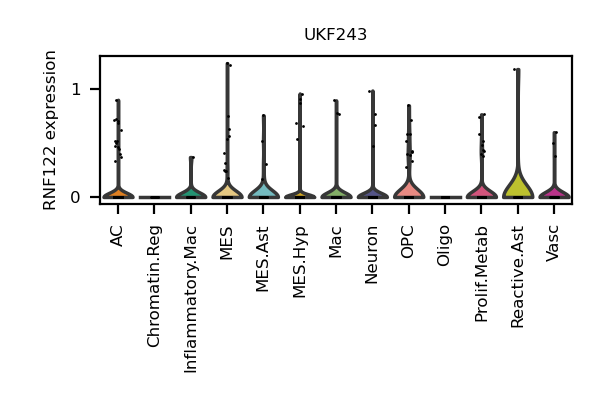 UKF243
RNF122 expression
1
0
AC
Chromatin.Reg
Inflammatory.Mac
MES
MES.Ast
MES.Hyp
Mac
Neuron
OPC
Oligo
Prolif.Metab
Reactive.Ast
Vasc